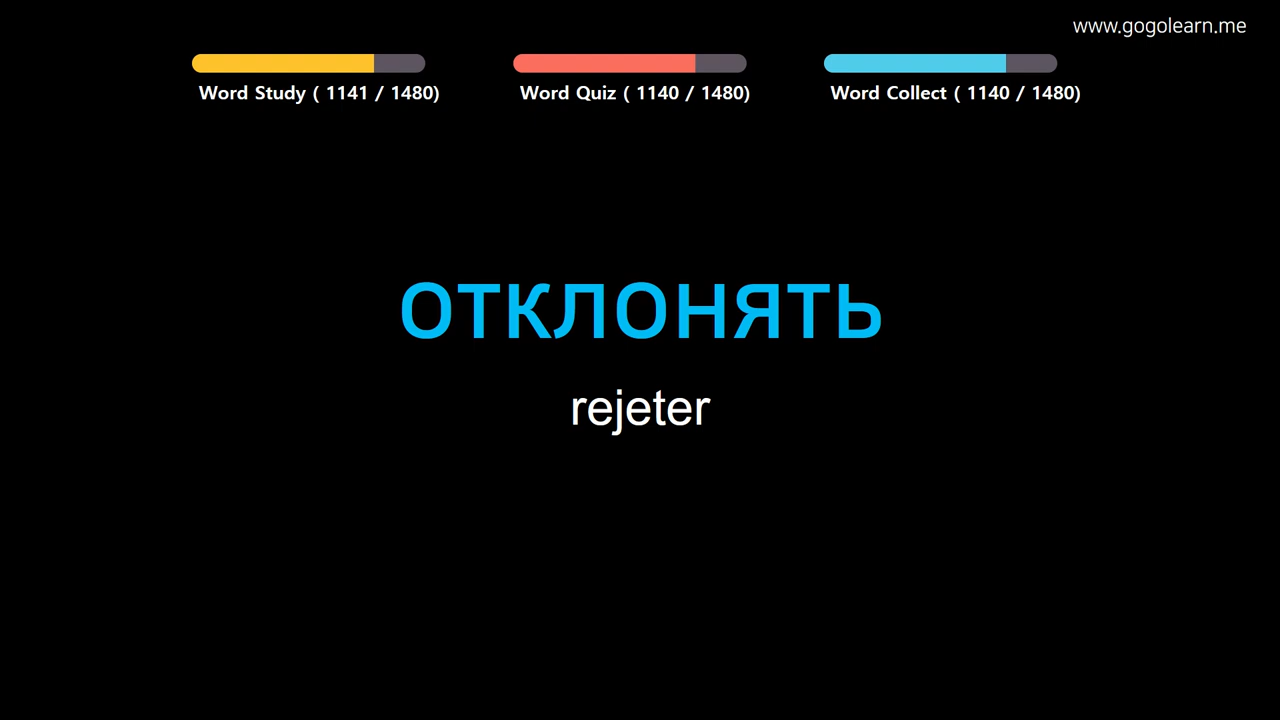 www.gogolearn.me
Word Study ( 1141 / 1480)
Word Quiz ( 1140 / 1480)
Word Collect ( 1140 / 1480)
отклонять
rejeter